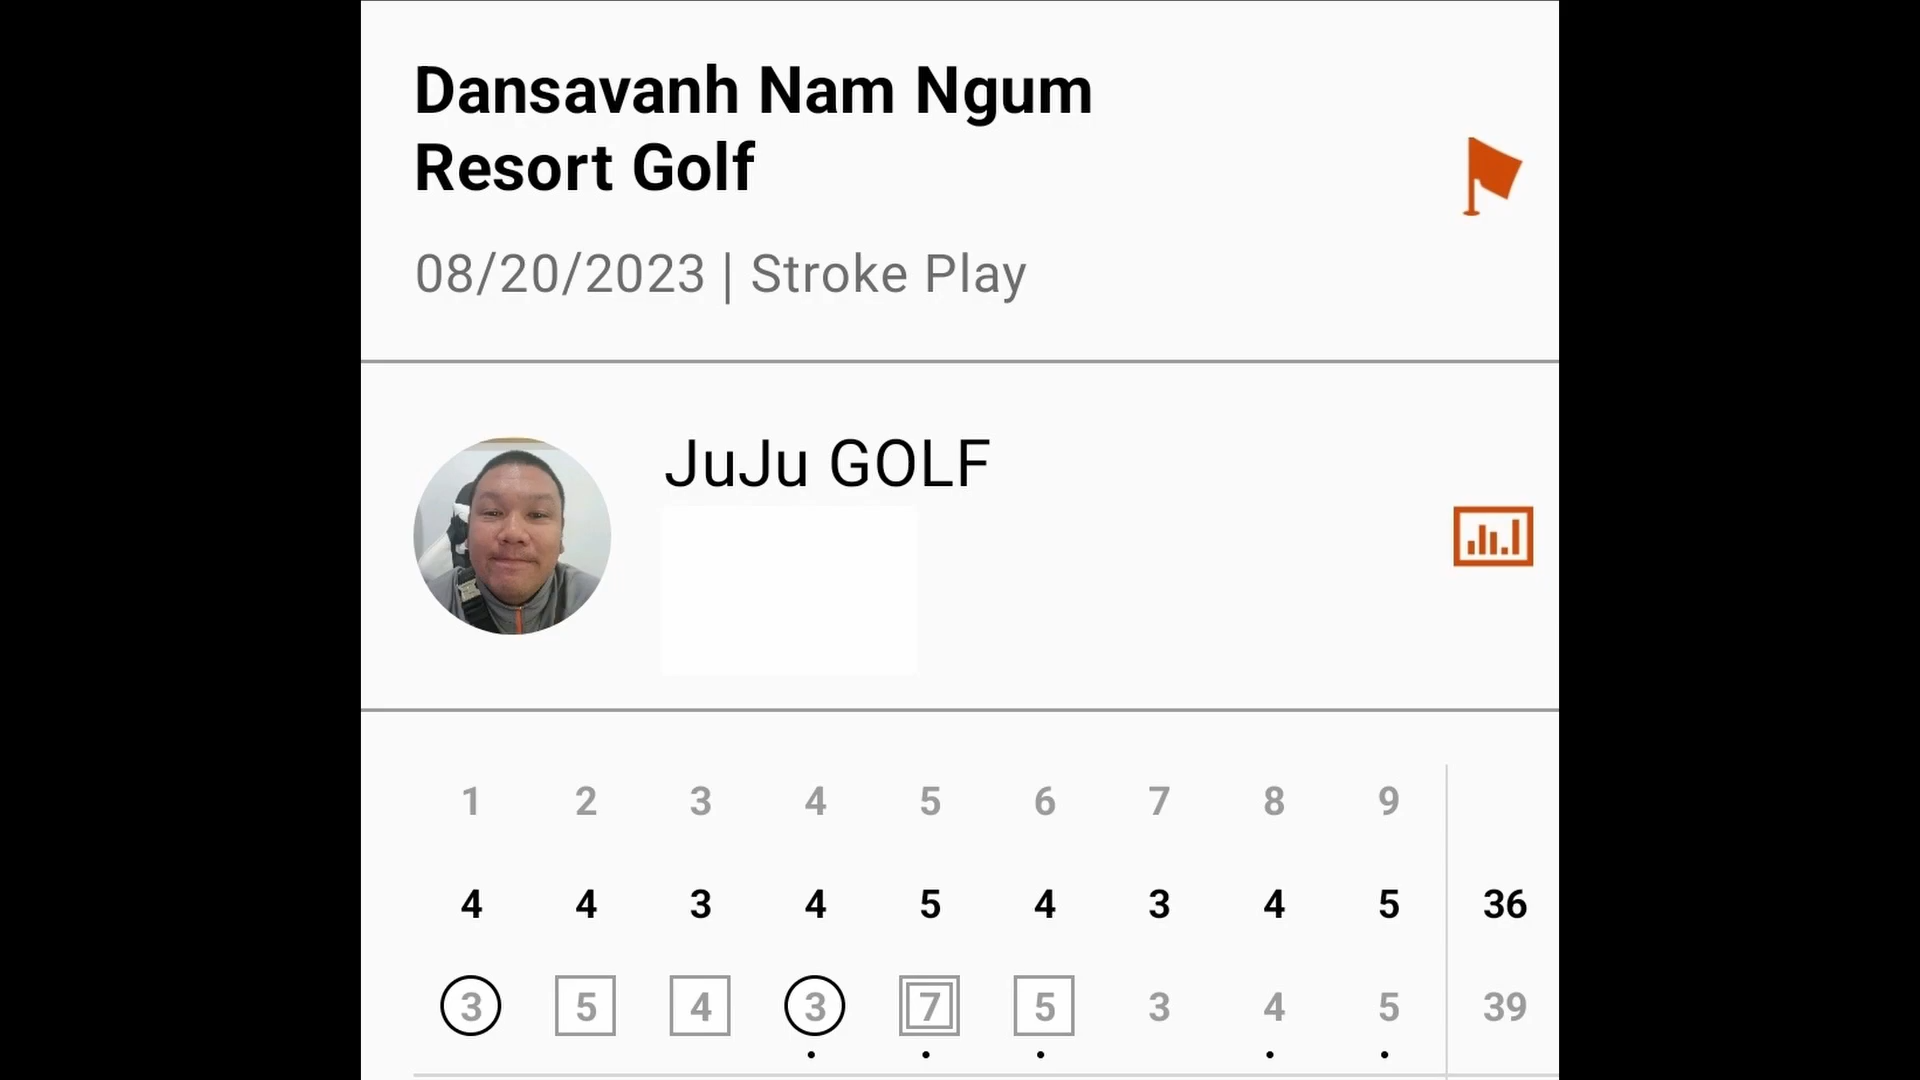 Dansavanh Nam Ngum
Resort Golf
08/20/2023 | Stroke Play
JuJu GOLF
1 2 3 4 5 6 7 8 9
4 4 3 4 5 4 3 4 5 36
3 5 4 3 7 5 3 4 5 39